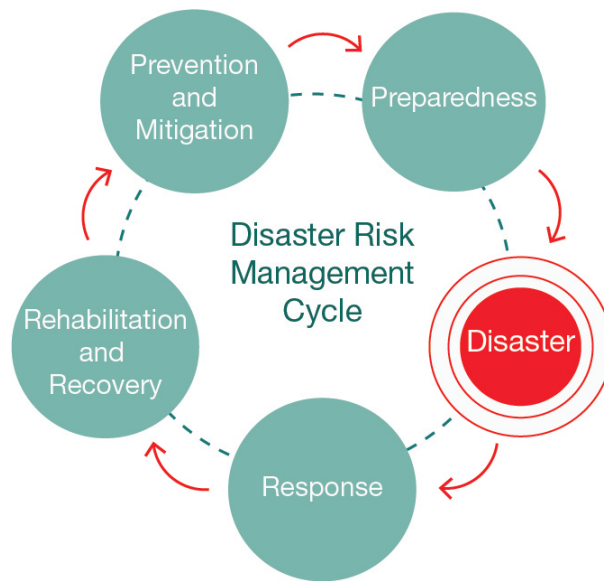 Prevention
and
Mitigation
Preparedness
Disaster Risk
Management
Cycle
Disaster
Rehabilitation
and
Recovery
Response